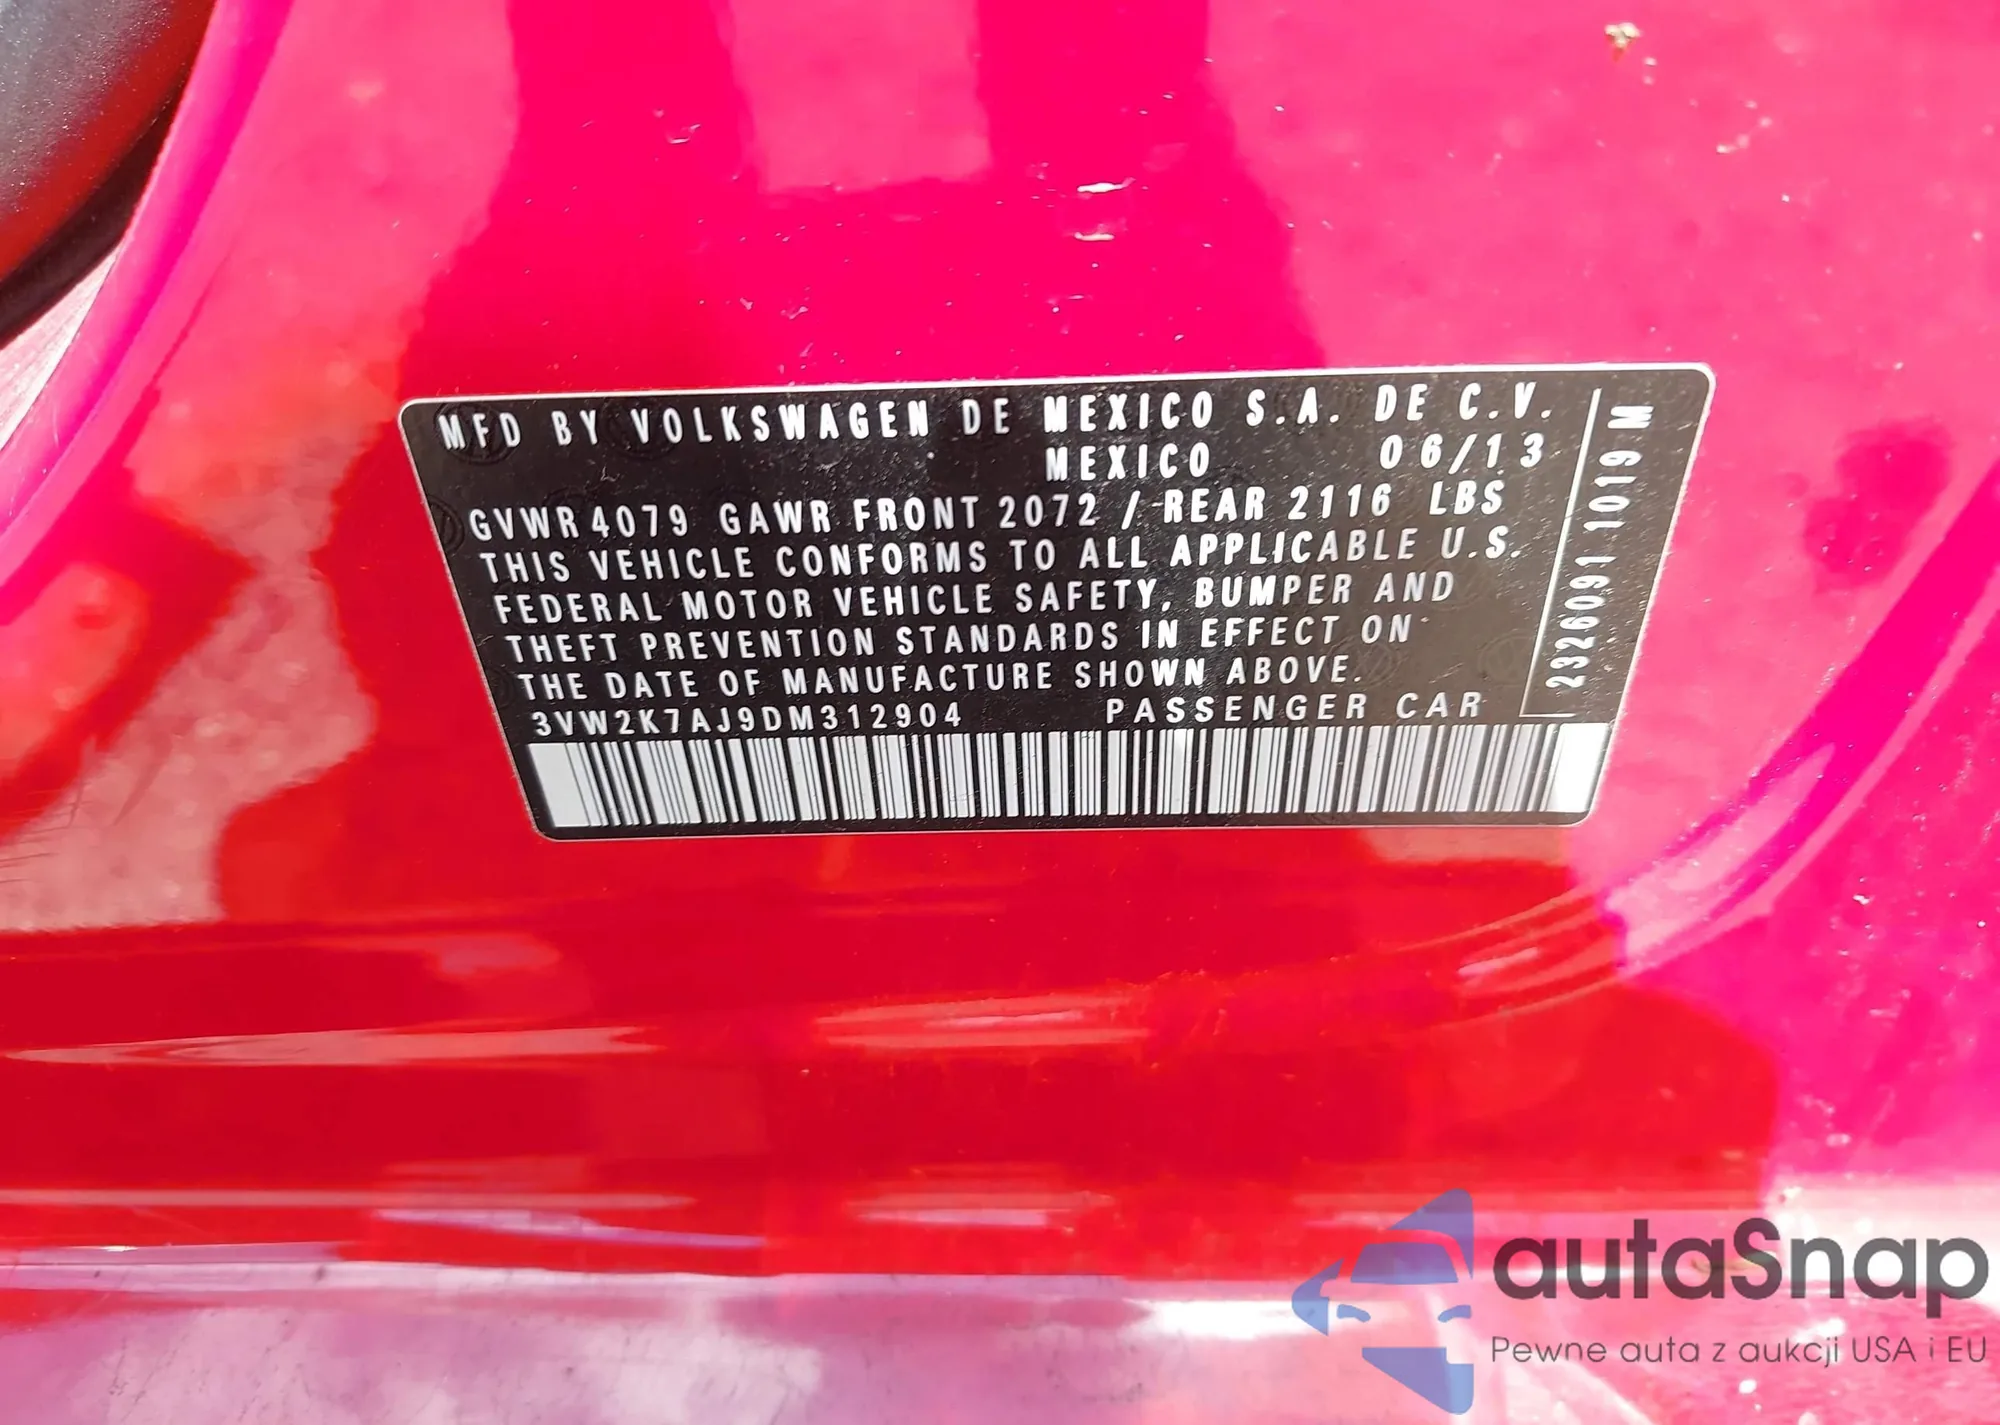 MFD BY VOLKSWAGEN DE MEXICO S.A. DE C.V.
MEXICO 06/13
GVWR 4079 GAWR FRONT 2072 / REAR 2116 LBS
THIS VEHICLE CONFORMS TO ALL APPLICABLE U.S.
FEDERAL MOTOR VEHICLE SAFETY, BUMPER AND
THEFT PREVENTION STANDARDS IN EFFECT ON
THE DATE OF MANUFACTURE SHOWN ABOVE.
3VW2K7AJ9DM312904 PASSENGER CAR
2326091 1019 M
autaSnap
Pewne auta z aukcji USA i EU